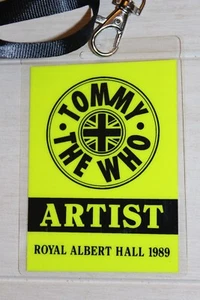 TOMMY
THE WHO
ARTIST
ROYAL ALBERT HALL 1989